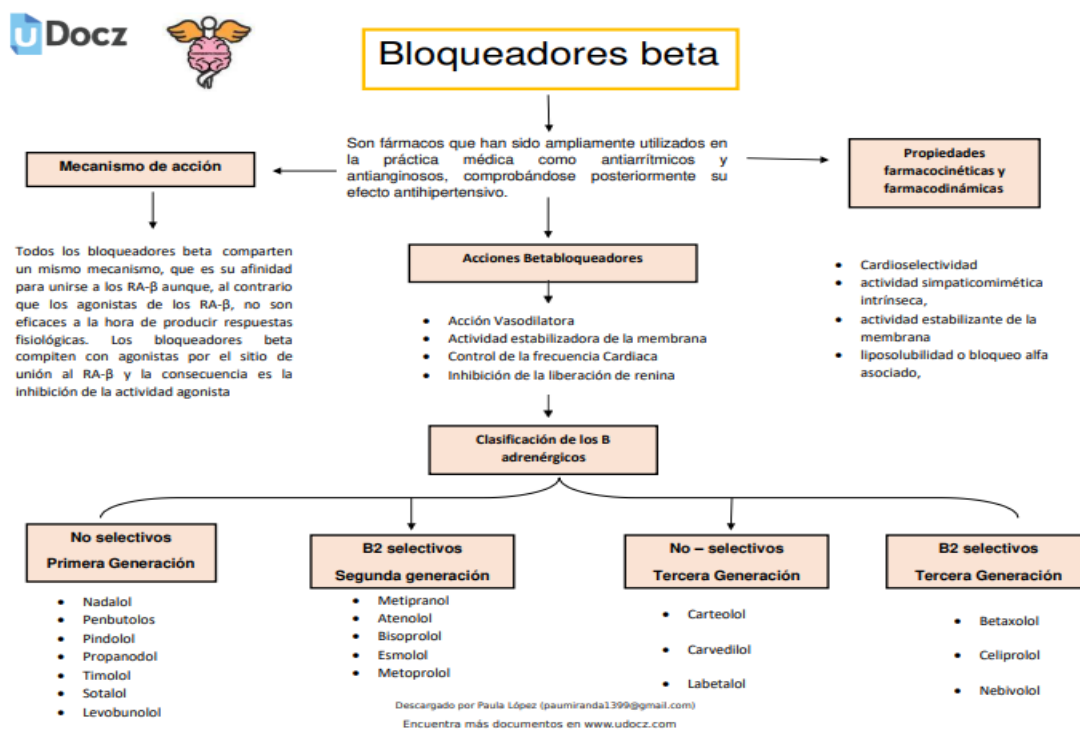 uDocz
Bloqueadores beta
Son fármacos que han sido ampliamente utilizados en
la práctica médica como antiarrítmicos y
antianginosos, comprobándose posteriormente su
efecto antihipertensivo.
Mecanismo de acción
Todos los bloqueadores beta comparten
un mismo mecanismo, que es su afinidad
para unirse a los RA-β aunque, al contrario
que los agonistas de los RA-β, no son
eficaces a la hora de producir respuestas
fisiológicas. Los bloqueadores beta
compiten con agonistas por el sitio de
unión al RA-β y la consecuencia es la
inhibición de la actividad agonista
Acciones Betabloqueadores
• Acción Vasodilatora
• Actividad estabilizadora de la membrana
• Control de la frecuencia Cardiaca
• Inhibición de la liberación de renina
Propiedades
farmacocinéticas y
farmacodinámicas
• Cardioselectividad
• actividad simpaticomimética
intrínseca,
• actividad estabilizante de la
membrana
• liposolubilidad o bloqueo alfa
asociado,
Clasificación de los B
adrenérgicos
No selectivos
Primera Generación
• Nadalol
• Penbutolos
• Pindolol
• Propanodol
• Timolol
• Sotalol
• Levobunolol
B2 selectivos
Segunda generación
• Metipranol
• Atenolol
• Bisoprolol
• Esmolol
• Metoprolol
No – selectivos
Tercera Generación
• Carteolol
• Carvedilol
• Labetalol
B2 selectivos
Tercera Generación
• Betaxolol
• Celiprolol
• Nebivolol
Descargado por Paula López (paumiranda1399@gmail.com)
Encuentra más documentos en www.udocz.com